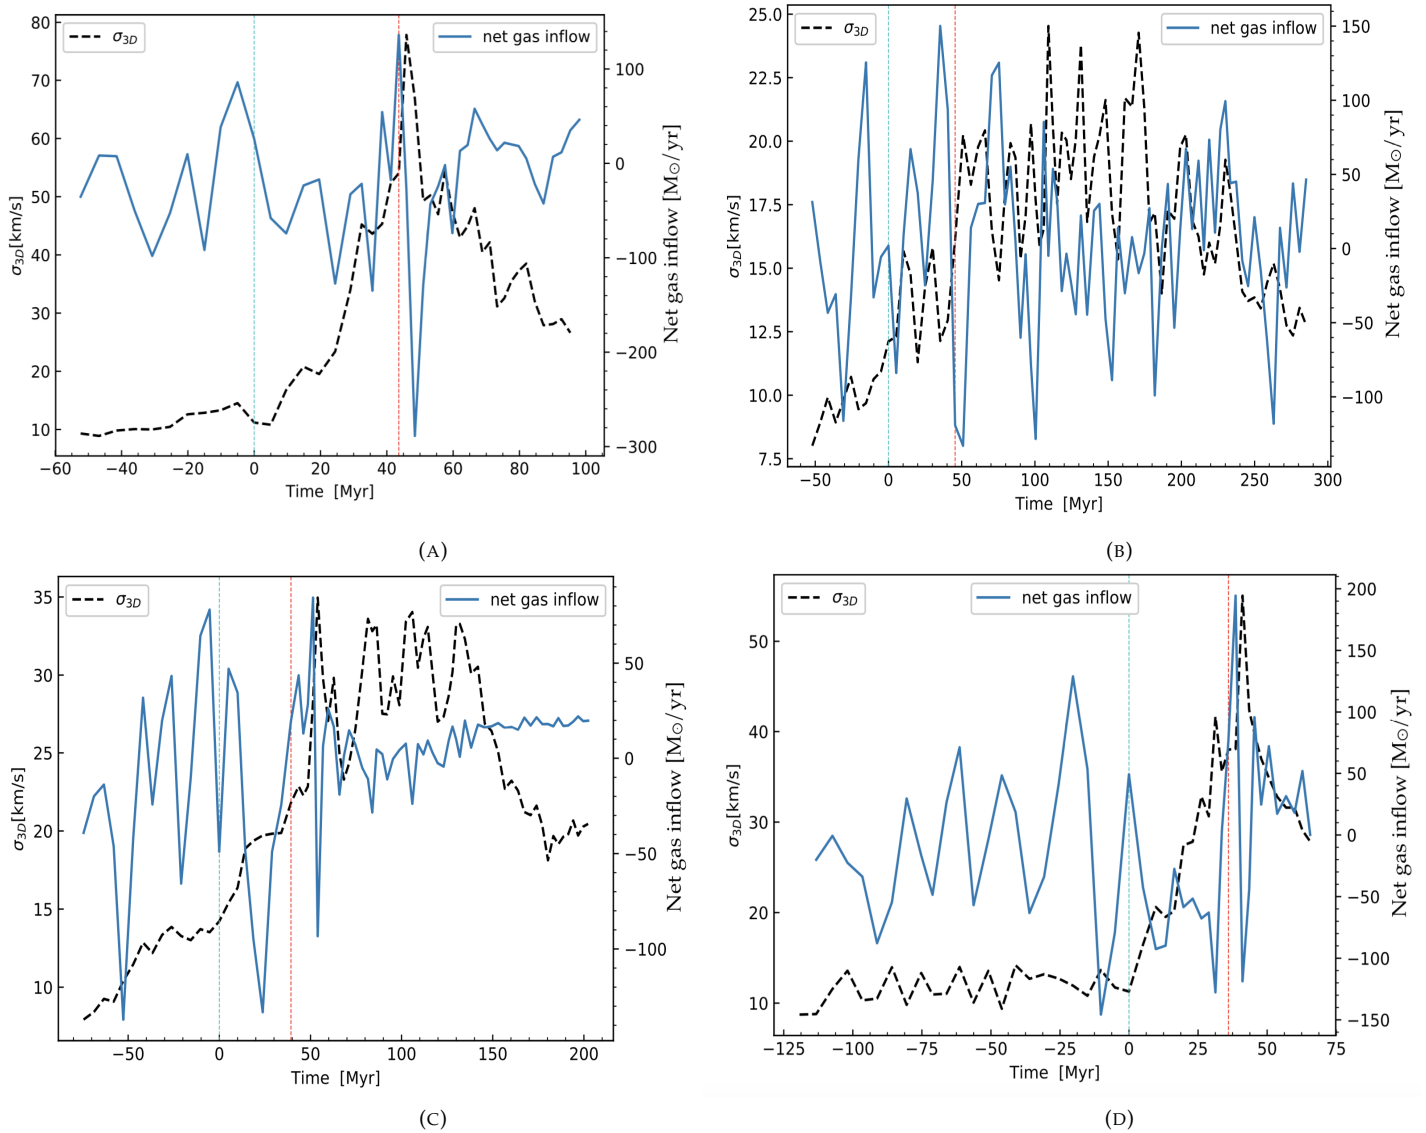 σ3D
net gas inflow
80
70
60
50
40
30
20
10
σ3D[km/s]
100
0
−100
−200
−300
Net gas inflow [M⊙/yr]
−60 −40 −20 0 20 40 60 80 100
Time [Myr]
(A)
σ3D
net gas inflow
25.0
22.5
20.0
17.5
15.0
12.5
10.0
7.5
σ3D[km/s]
150
100
50
0
−50
−100
Net gas inflow [M⊙/yr]
−50 0 50 100 150 200 250 300
Time [Myr]
(B)
σ3D
net gas inflow
35
30
25
20
15
10
σ3D[km/s]
50
0
−50
−100
Net gas inflow [M⊙/yr]
−50 0 50 100 150 200
Time [Myr]
(C)
σ3D
net gas inflow
50
40
30
20
10
σ3D[km/s]
200
150
100
50
0
−50
−100
−150
Net gas inflow [M⊙/yr]
−125 −100 −75 −50 −25 0 25 50 75
Time [Myr]
(D)